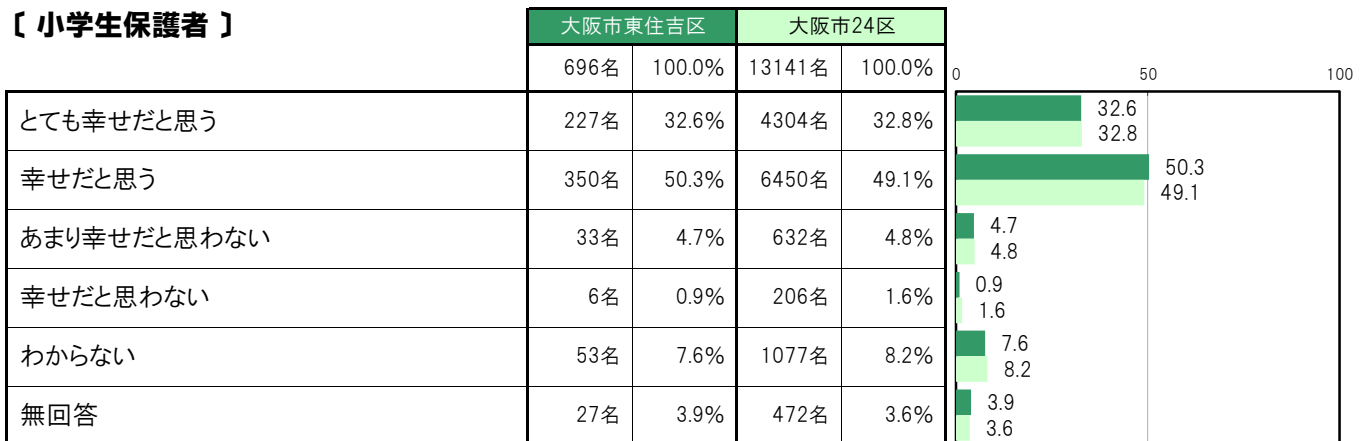 〔 小学生保護者 〕
大阪市東住吉区 大阪市24区
696名 100.0% 13141名 100.0%
0 50 100
とても幸せだと思う 227名 32.6% 4304名 32.8% 32.6
32.8
幸せだと思う 350名 50.3% 6450名 49.1% 50.3
49.1
あまり幸せだと思わない 33名 4.7% 632名 4.8% 4.7
4.8
幸せだと思わない 6名 0.9% 206名 1.6% 0.9
1.6
わからない 53名 7.6% 1077名 8.2% 7.6
8.2
無回答 27名 3.9% 472名 3.6% 3.9
3.6